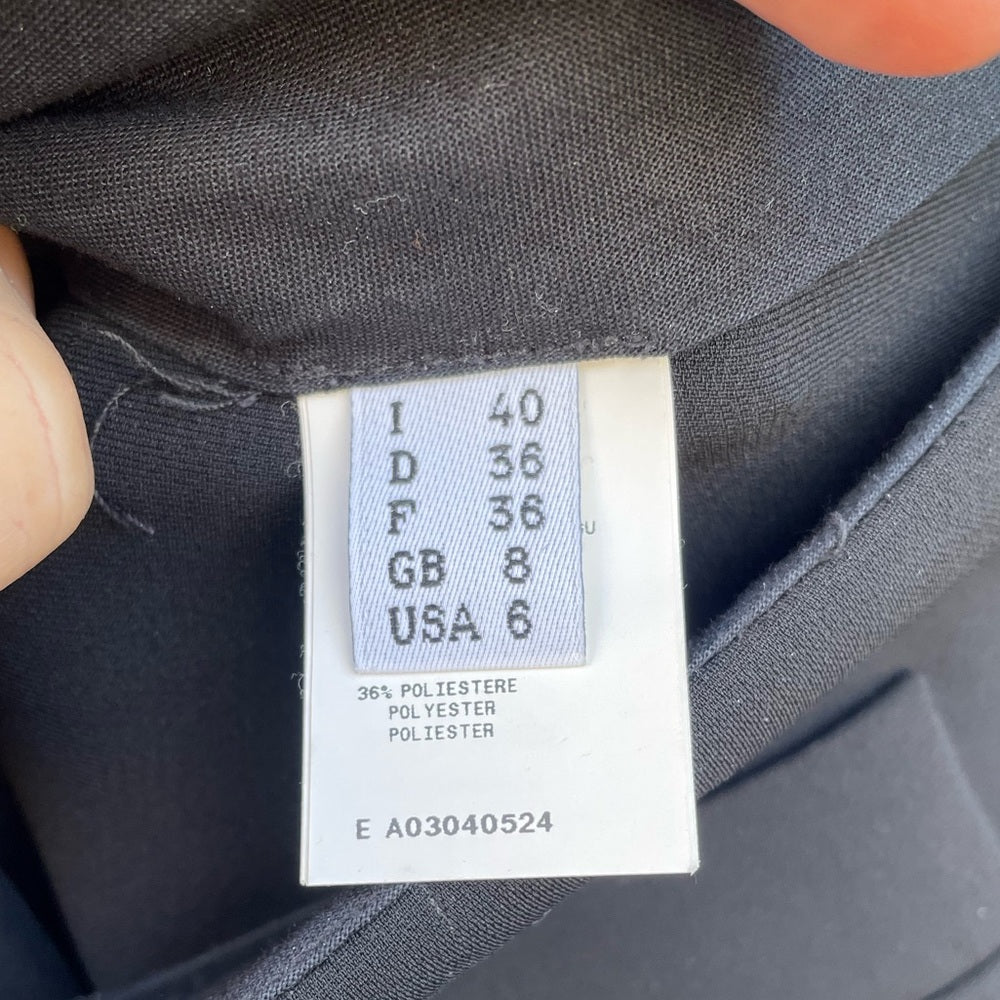 I 40
D 36
F 36
U
GB 8
USA 6
36% POLIESTERE
POLYESTER
POLIESTER
E A03040524